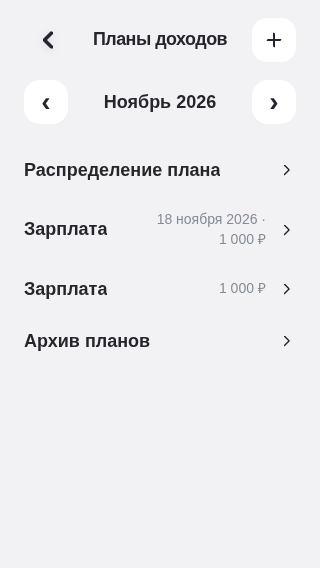 Планы доходов
+
‹ Ноябрь 2026 ›
Распределение плана
Зарплата
18 ноября 2026 ·
1 000 ₽
Зарплата 1 000 ₽
Архив планов